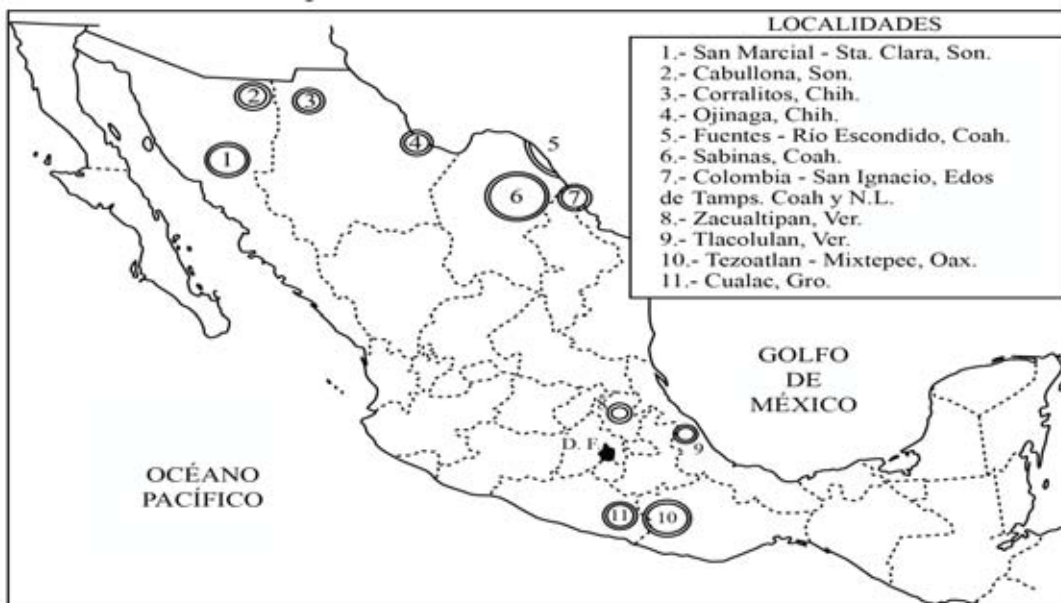 LOCALIDADES
1.- San Marcial - Sta. Clara, Son.
2.- Cabullona, Son.
3.- Corralitos, Chih.
4.- Ojinaga, Chih.
5.- Fuentes - Río Escondido, Coah.
6.- Sabinas, Coah.
7.- Colombia - San Ignacio, Edos
de Tamps. Coah y N.L.
8.- Zacualtipan, Ver.
9.- Tlacolulan, Ver.
10.- Tezoatlan - Mixtepec, Oax.
11.- Cualac, Gro.
2
3
4
5
1
6
7
GOLFO
DE
MÉXICO
8
D. F.
9
OCÉANO
PACÍFICO
11
10